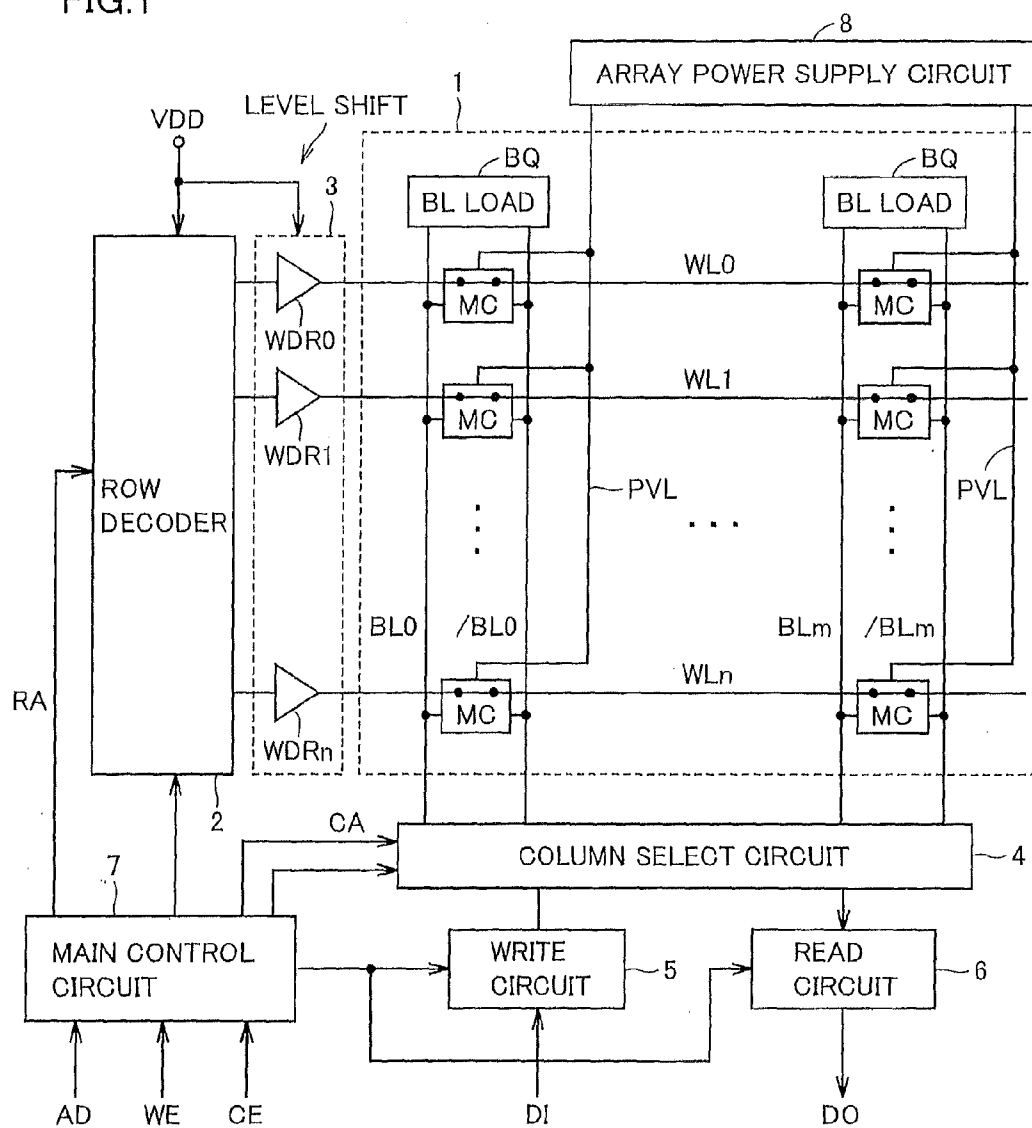 FIG.1
8
ARRAY POWER SUPPLY CIRCUIT
1
LEVEL SHIFT
VDD
3
BQ
BL LOAD
BQ
BL LOAD
WDR0
MC
WL0
MC
WDR1
MC
WL1
MC
ROW
DECODER
PVL
PVL
BL0
/BL0
BLm
/BLm
RA
WDRn
MC
WLn
MC
2
CA
COLUMN SELECT CIRCUIT
4
7
MAIN CONTROL
CIRCUIT
WRITE
CIRCUIT
5
READ
CIRCUIT
6
AD
WE
CE
DI
DO